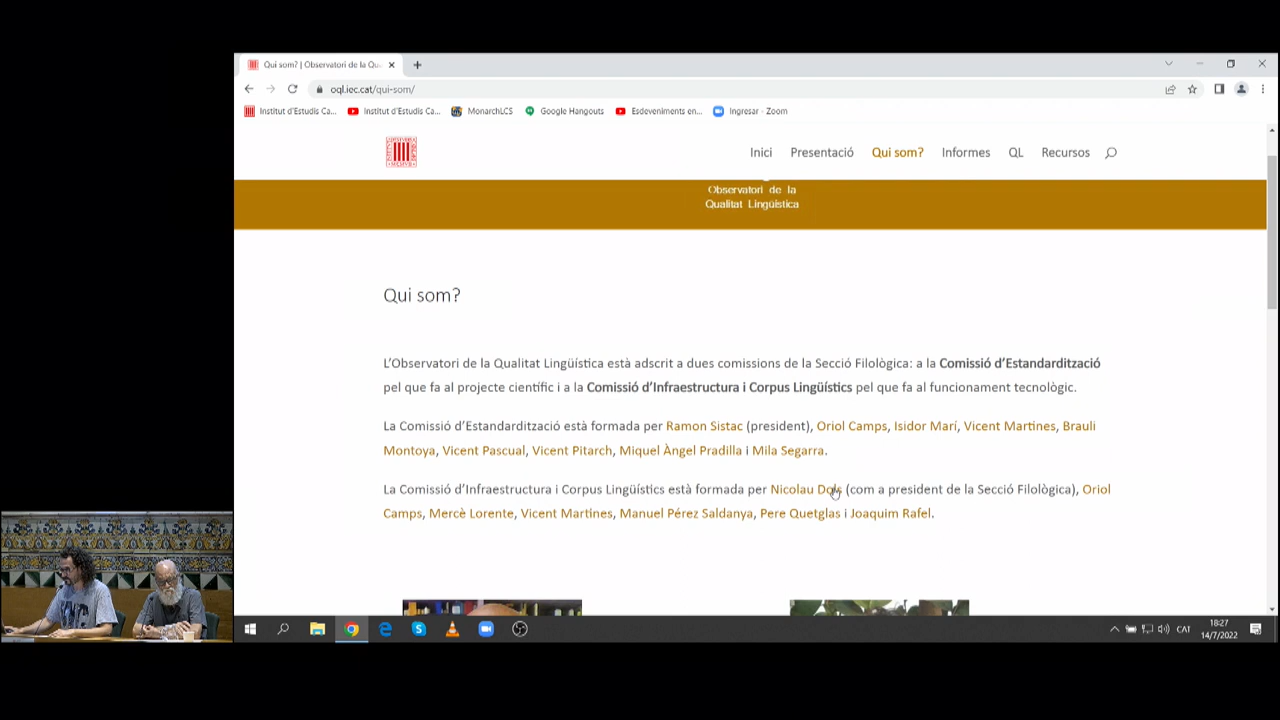 Qui som? | Observatori de la Qu
oql.iec.cat/qui-som/
Institut d'Estudis Ca... Institut d'Estudis Ca... MonarchLCS Google Hangouts Esdeveniments en... Ingresar - Zoom
Inici Presentació Qui som? Informes QL Recursos
Observatori de la
Qualitat Lingüística
Qui som?
L'Observatori de la Qualitat Lingüística està adscrit a dues comissions de la Secció Filològica: a la Comissió d'Estandardització
pel que fa al projecte científic i a la Comissió d'Infraestructura i Corpus Lingüístics pel que fa al funcionament tecnològic.
La Comissió d'Estandardització està formada per Ramon Sistac (president), Oriol Camps, Isidor Marí, Vicent Martines, Brauli
Montoya, Vicent Pascual, Vicent Pitarch, Miquel Àngel Pradilla i Mila Segarra.
La Comissió d'Infraestructura i Corpus Lingüístics està formada per Nicolau Dols (com a president de la Secció Filològica), Oriol
Camps, Mercè Lorente, Vicent Martines, Manuel Pérez Saldanya, Pere Quetglas i Joaquim Rafel.
CAT
18:27
14/7/2022